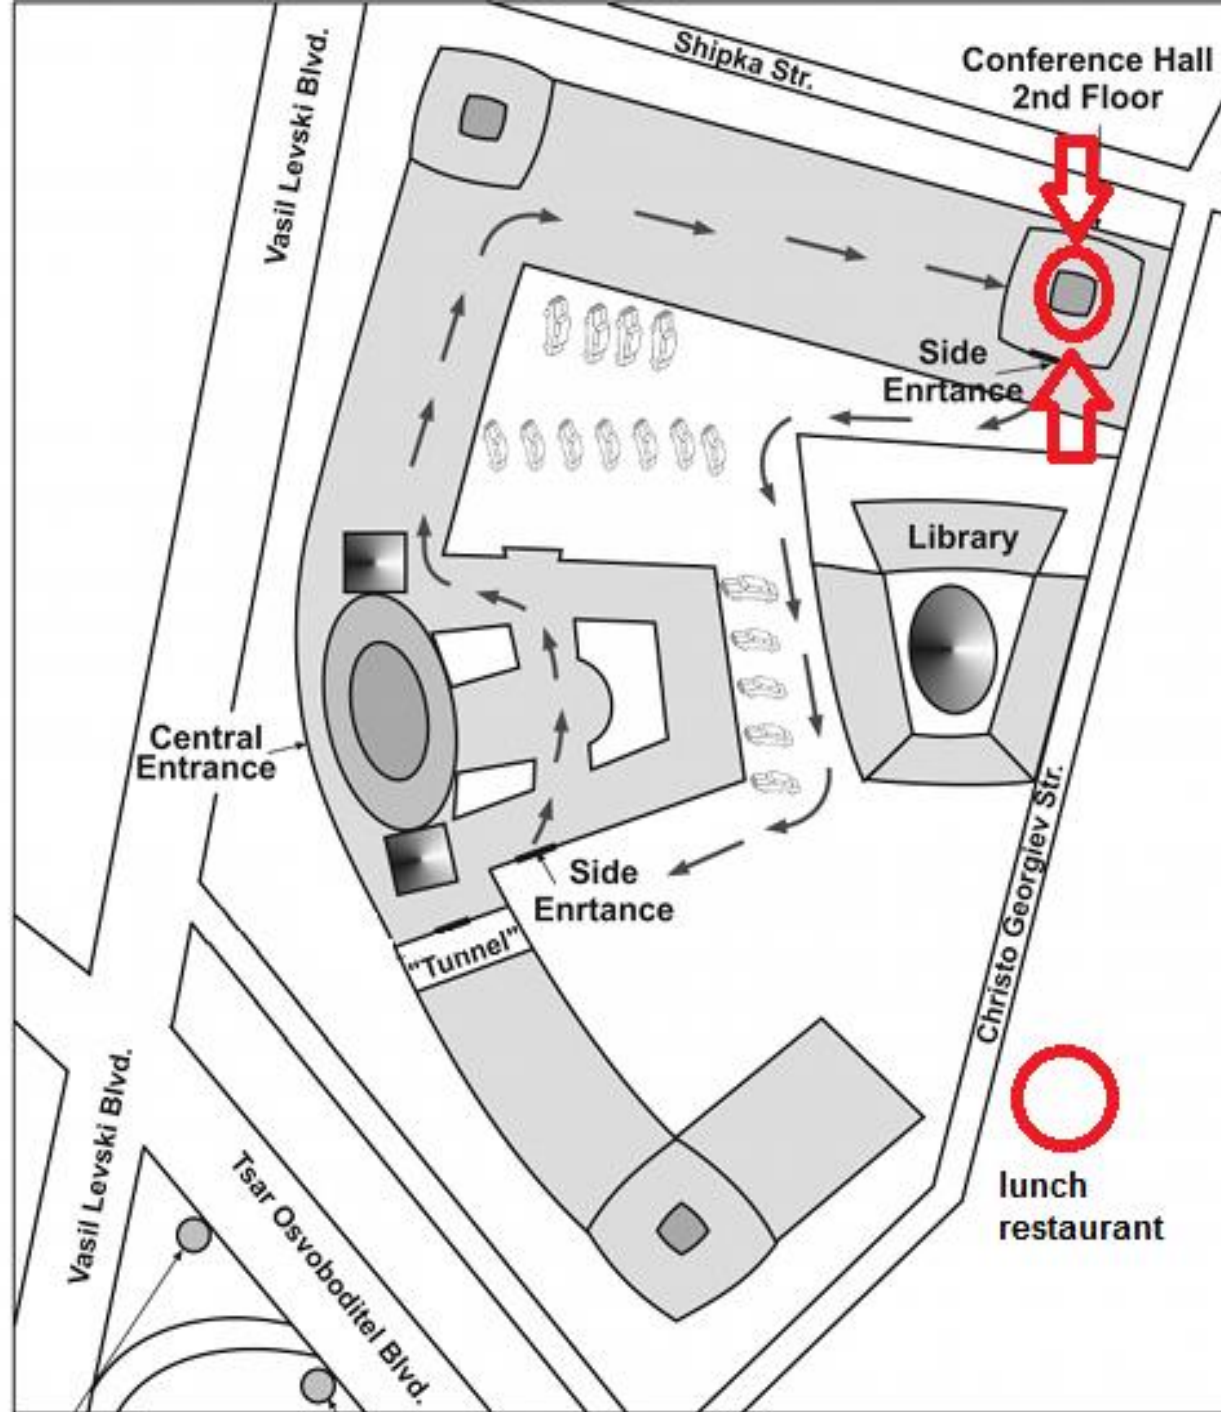 Shipka Str.
Conference Hall
2nd Floor
Vasil Levski Blvd.
Side
Enrtance
Library
Central
Entrance
Side
Enrtance
"Tunnel"
Christo Georgiev Str.
Vasil Levski Blvd.
Tsar Osvoboditel Blvd.
lunch
restaurant